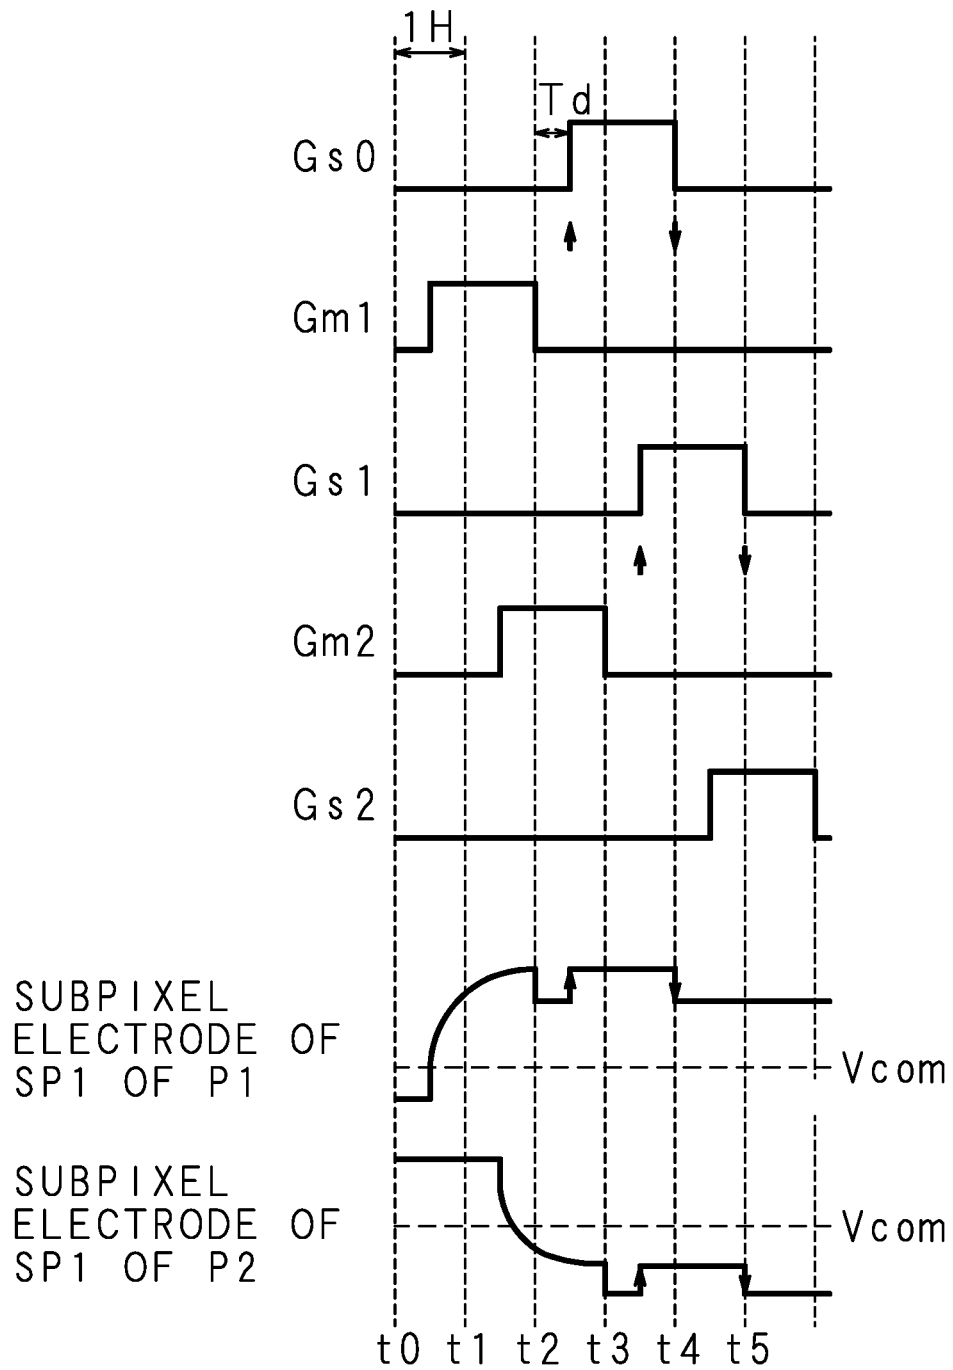 1H
Td
Gs0
Gm1
Gs1
Gm2
Gs2
SUBPIXEL
ELECTRODE OF
SP1 OF P1
Vcom
SUBPIXEL
ELECTRODE OF
SP1 OF P2
Vcom
t0 t1 t2 t3 t4 t5